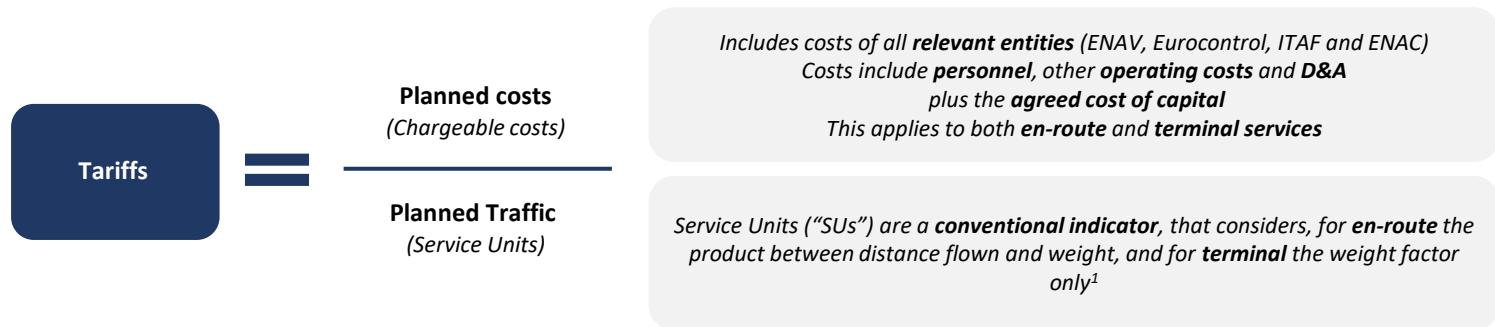 Includes costs of all relevant entities (ENAV, Eurocontrol, ITAF and ENAC)
Costs include personnel, other operating costs and D&A
plus the agreed cost of capital
This applies to both en-route and terminal services
Tariffs
Planned costs
(Chargeable costs)
Planned Traffic
(Service Units)
Service Units (“SUs”) are a conventional indicator, that considers, for en-route the
product between distance flown and weight, and for terminal the weight factor
only1